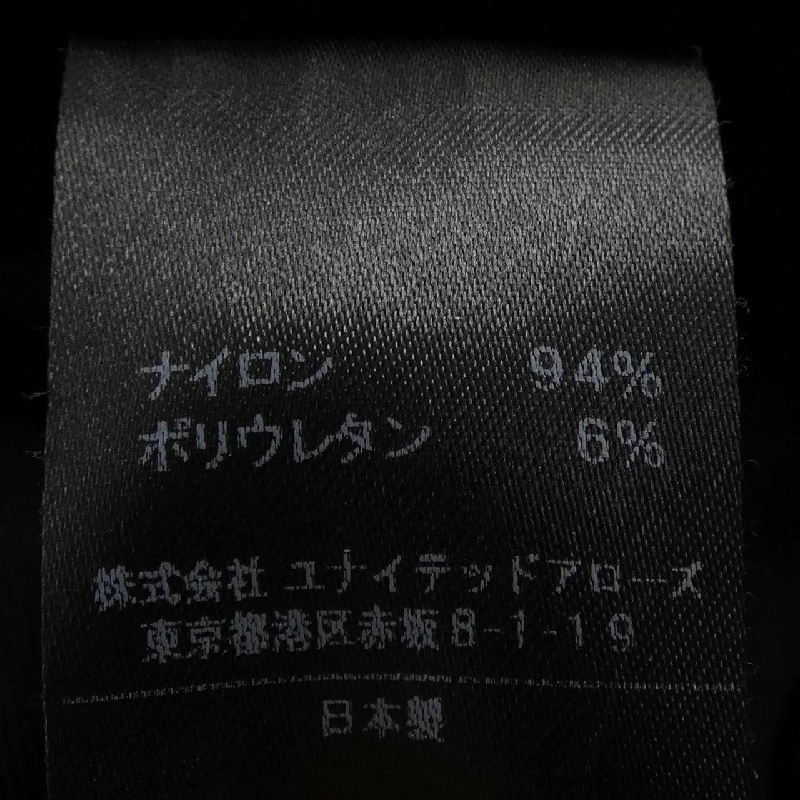 ナイロン 94%
ポリウレタン 6%
株式会社 ユナイテッドアローズ
東京都港区赤坂8-1-19
日本製